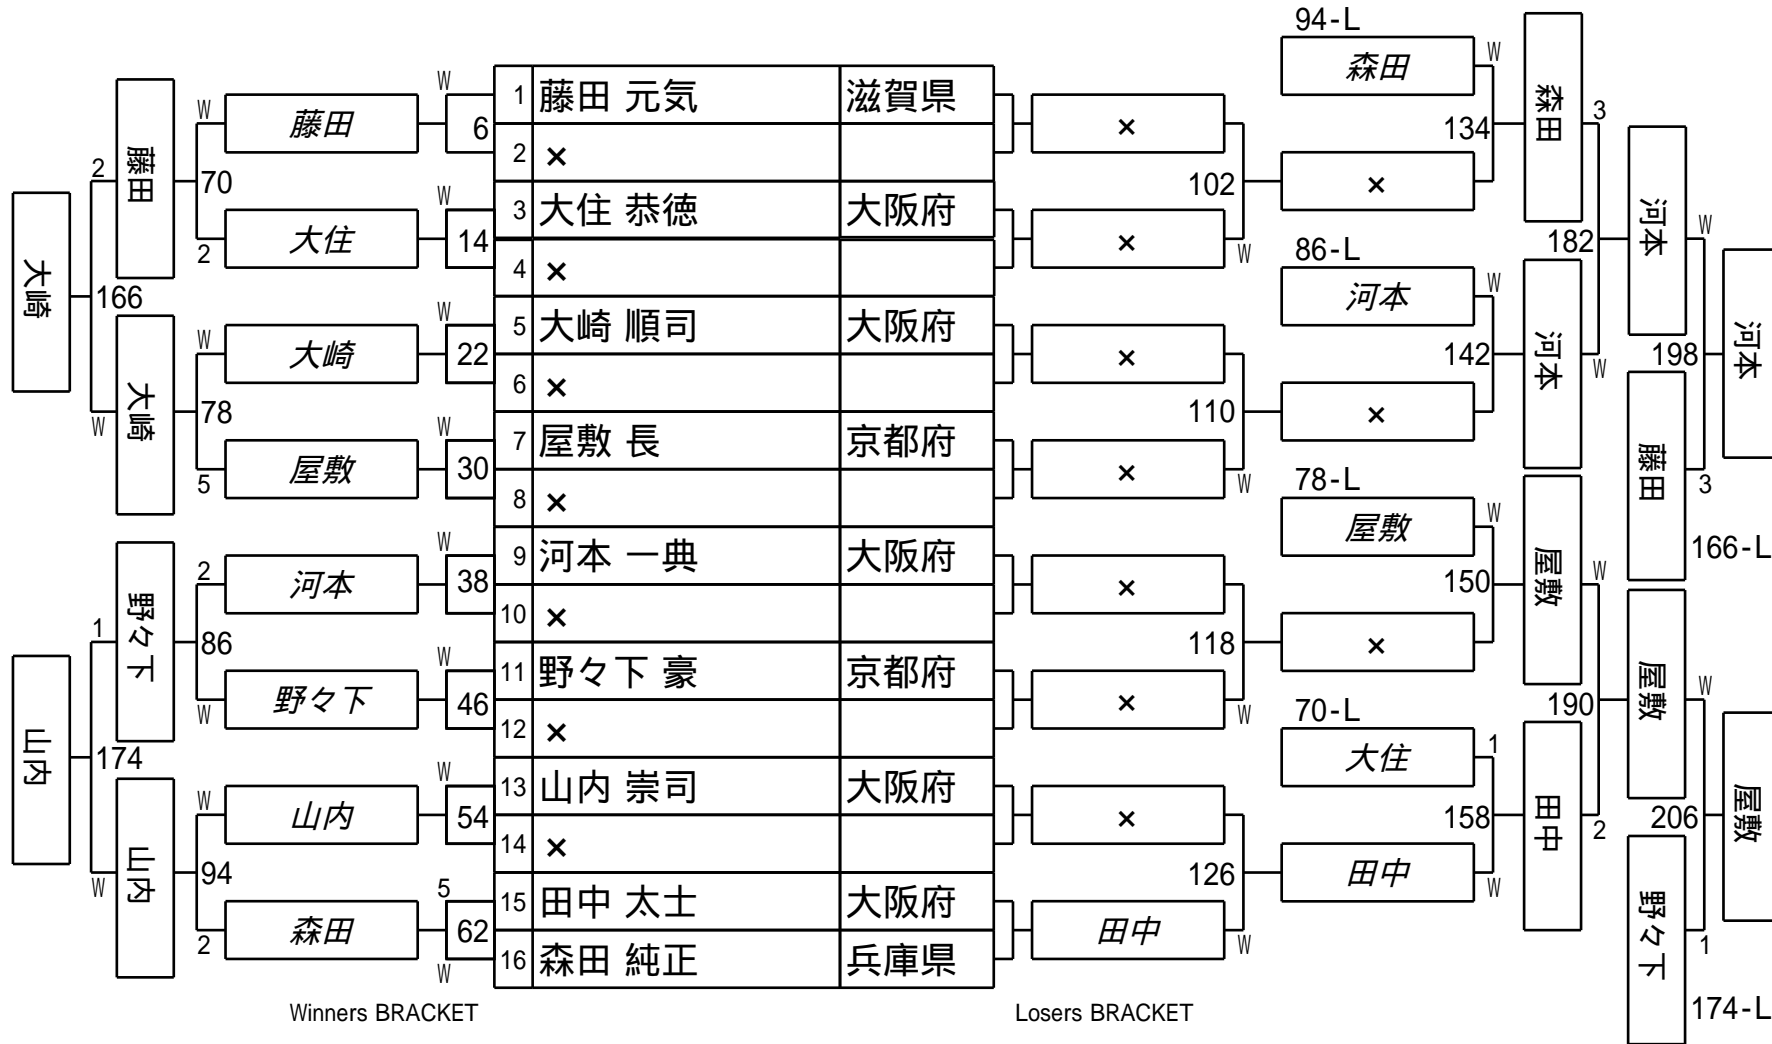 94-L
W
1 藤田 元気 滋賀県
W
森田
W
藤田
6
×
134
森田
3
2 ×
2
藤田
70
W
3 大住 恭徳 大阪府
102
×
大住
14
×
2
4 ×
W
182
河本
W
大崎
166
86-L
W
河本
河本
W
5 大崎 順司 大阪府
W
大崎
22
×
142
河本
198
6 ×
W
大崎
78
W
7 屋敷 長 京都府
110
×
W
屋敷
30
×
78-L
藤田
3
5
8 ×
W
屋敷
W
W
9 河本 一典 大阪府
166-L
2
河本
38
×
150
屋敷
W
10 ×
1
野々下
86
W
11 野々下 豪 京都府
118
×
野々下
46
×
70-L
190
屋敷
W
W
12 ×
W
大住
1
山内
174
W
13 山内 崇司 大阪府
W
山内
54
×
158
田中
2
206
屋敷
14 ×
W
山内
94
5
15 田中 太士 大阪府
126
田中
W
森田
62
田中
野々下
1
2
W
16 森田 純正 兵庫県
W
174-L
Winners BRACKET
Losers BRACKET